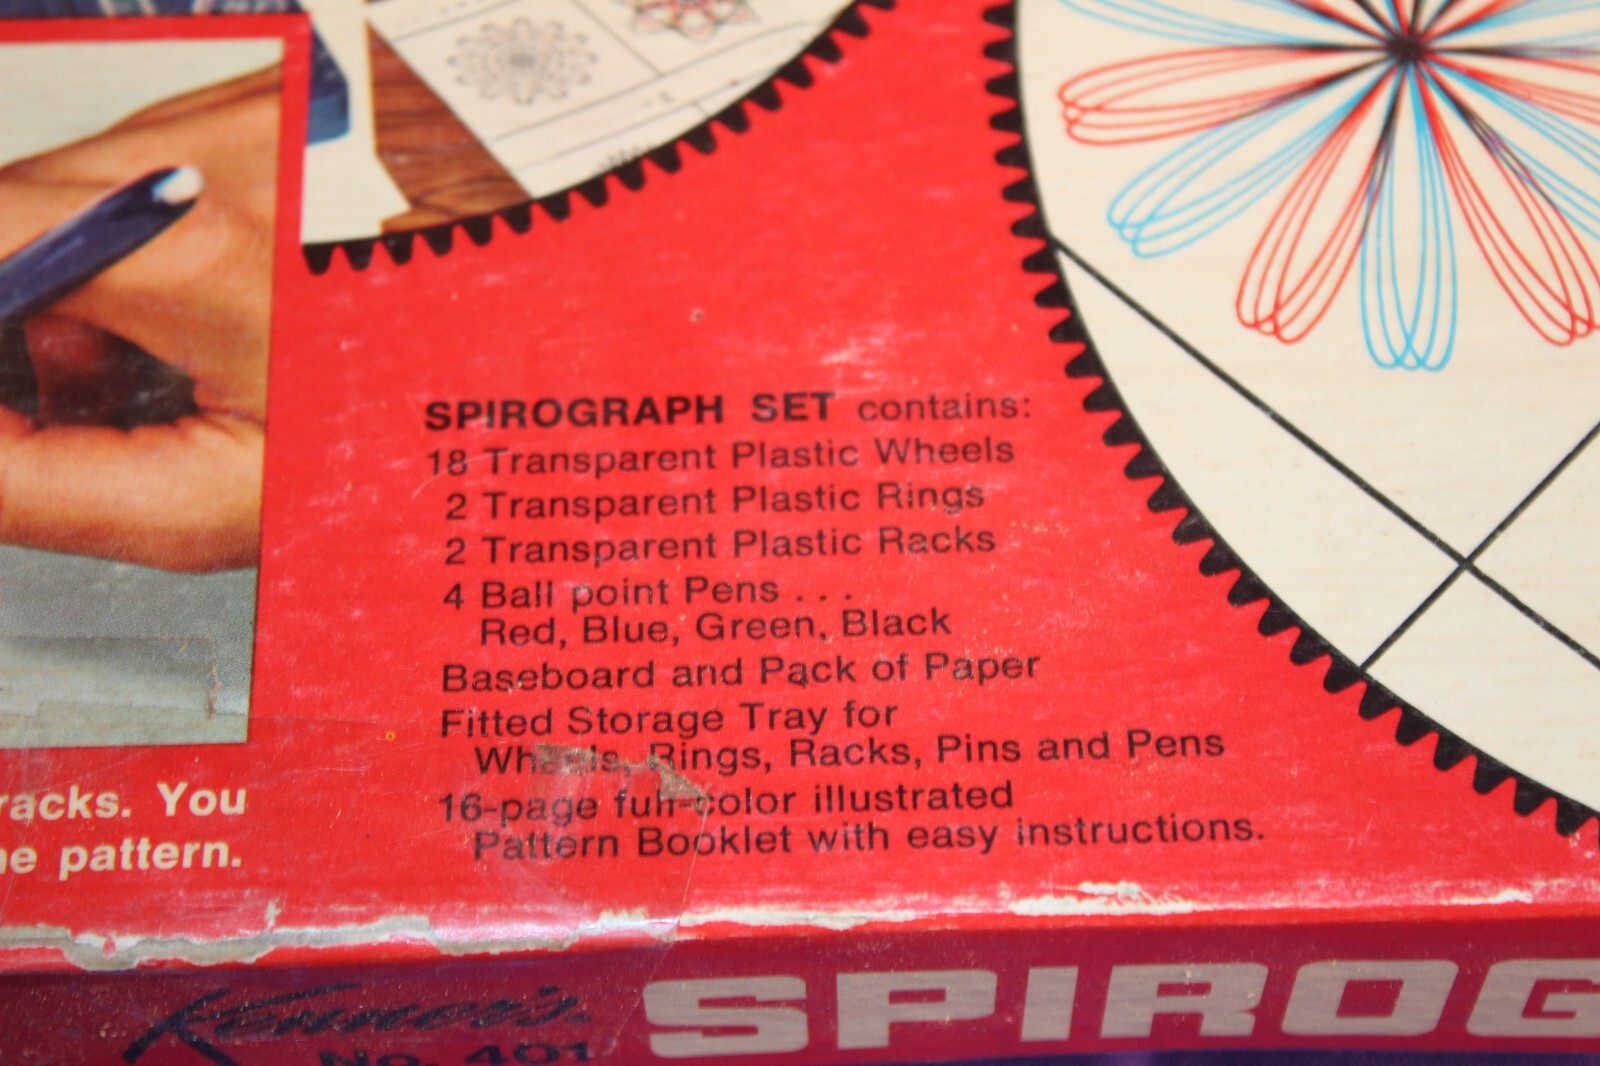 SPIROGRAPH SET contains:
18 Transparent Plastic Wheels
2 Transparent Plastic Rings
2 Transparent Plastic Racks
4 Ball point Pens . . .
Red, Blue, Green, Black
Baseboard and Pack of Paper
Fitted Storage Tray for
Wheels, Rings, Racks, Pins and Pens
16-page full-color illustrated
Pattern Booklet with easy instructions.
racks. You
he pattern.
Kenner's
No. 401
SPIROG